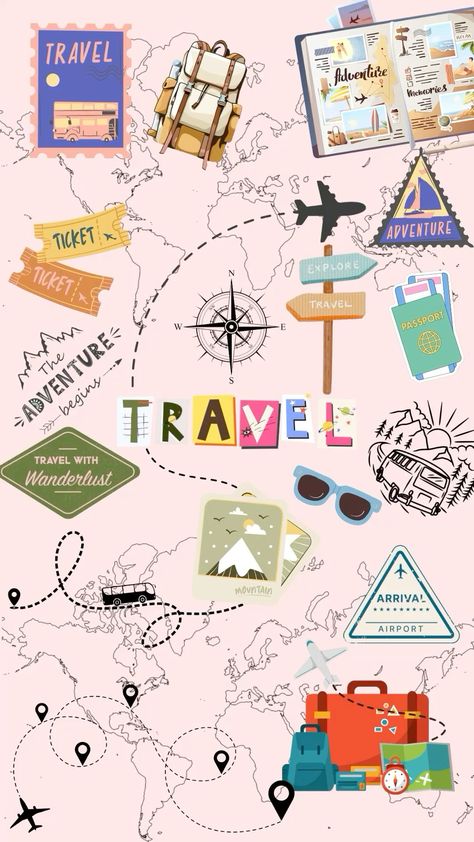 TRAVEL
Adventure
Memories
ADVENTURE
TICKET
TICKET
EXPLORE
TRAVEL
PASSPORT
N
W
E
S
The
ADVENTURE
begins
TRAVEL
TRAVEL WITH
Wanderlust
MOUNTAIN
ARRIVAL
AIRPORT